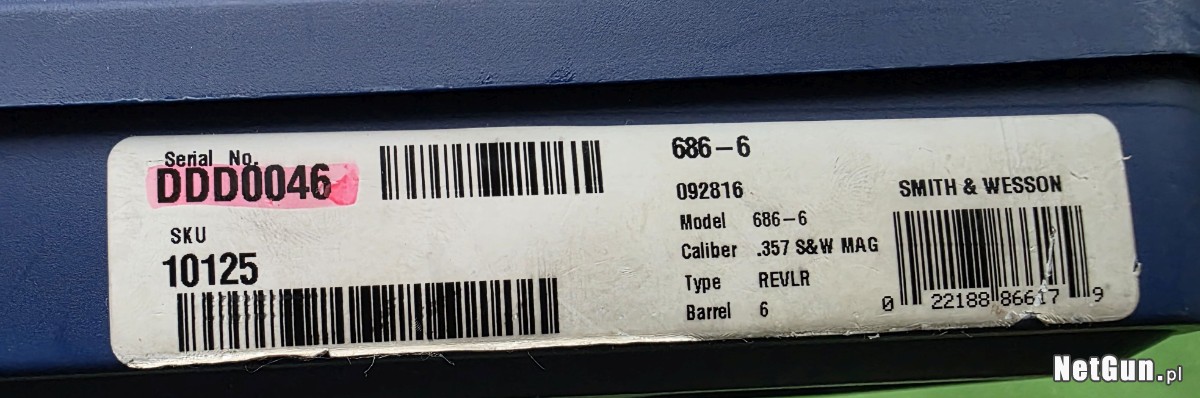 Serial No.
DDD0046
SKU
10125
686-6
092816
Model 686-6
Caliber .357 S&W MAG
Type REVLR
Barrel 6
SMITH & WESSON
0 22188 86617 9
NetGun.pl